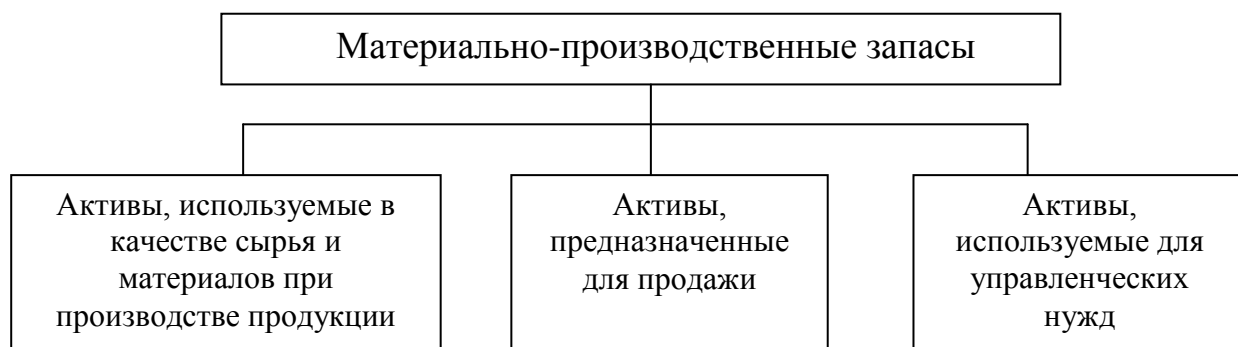 Материально-производственные запасы
Активы, используемые в
качестве сырья и
материалов при
производстве продукции
Активы,
предназначенные
для продажи
Активы,
используемые для
управленческих
нужд